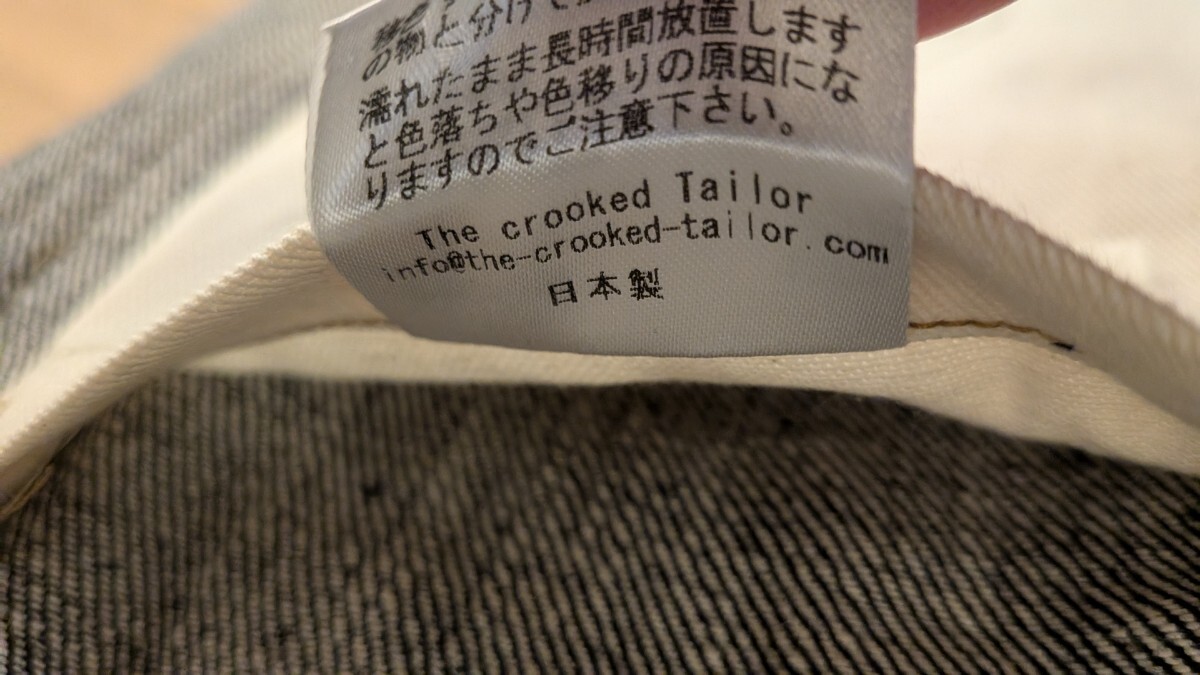 の物と分けて
濡れたまま長時間放置します
と色落ちや色移りの原因にな
りますのでご注意下さい。
The crooked Tailor
info@the-crooked-tailor.com
日本製